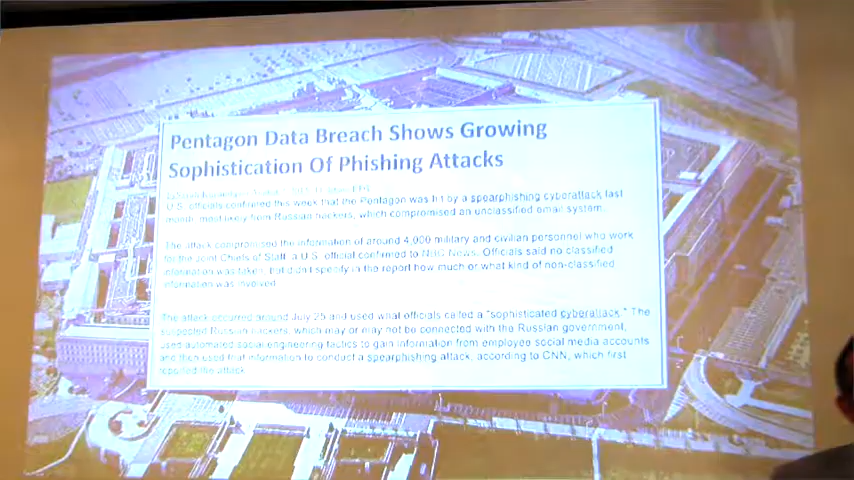 Pentagon Data Breach Shows Growing
Sophistication Of Phishing Attacks
U.S. officials confirmed this week that the Pentagon was hit by a spearphishing cyberattack last
month, most likely from Russian hackers, which compromised an unclassified email system.
The attack compromised the information of around 4,000 military and civilian personnel who work
for the Joint Chiefs of Staff, a U.S. official confirmed to NBC News. Officials said no classified
information was taken, but didn't specify in the report how much or what kind of non-classified
information was involved.
The attack occurred around July 25 and used what officials called a "sophisticated cyberattack." The
suspected Russian hackers, which may or may not be connected with the Russian government,
used automated social engineering tactics to gain information from employee social media accounts
and then used that information to conduct a spearphishing attack, according to CNN, which first
reported the attack.